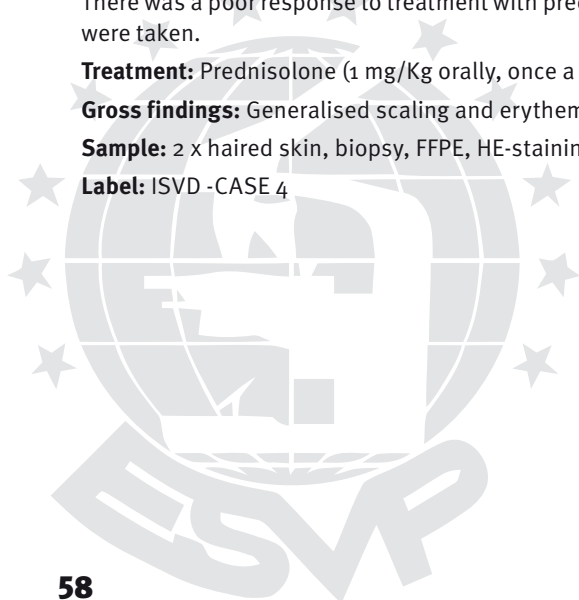 There was a poor response to treatment with pred
were taken.
Treatment: Prednisolone (1 mg/Kg orally, once a
Gross findings: Generalised scaling and erythem
Sample: 2 x haired skin, biopsy, FFPE, HE-stainin
Label: ISVD -CASE 4
ESVP
58